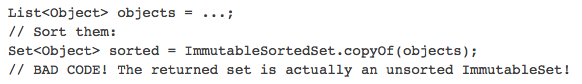 List<Object> objects = ...;
// Sort them:
Set<Object> sorted = ImmutableSortedSet.copyOf(objects);
// BAD CODE! The returned set is actually an unsorted ImmutableSet!